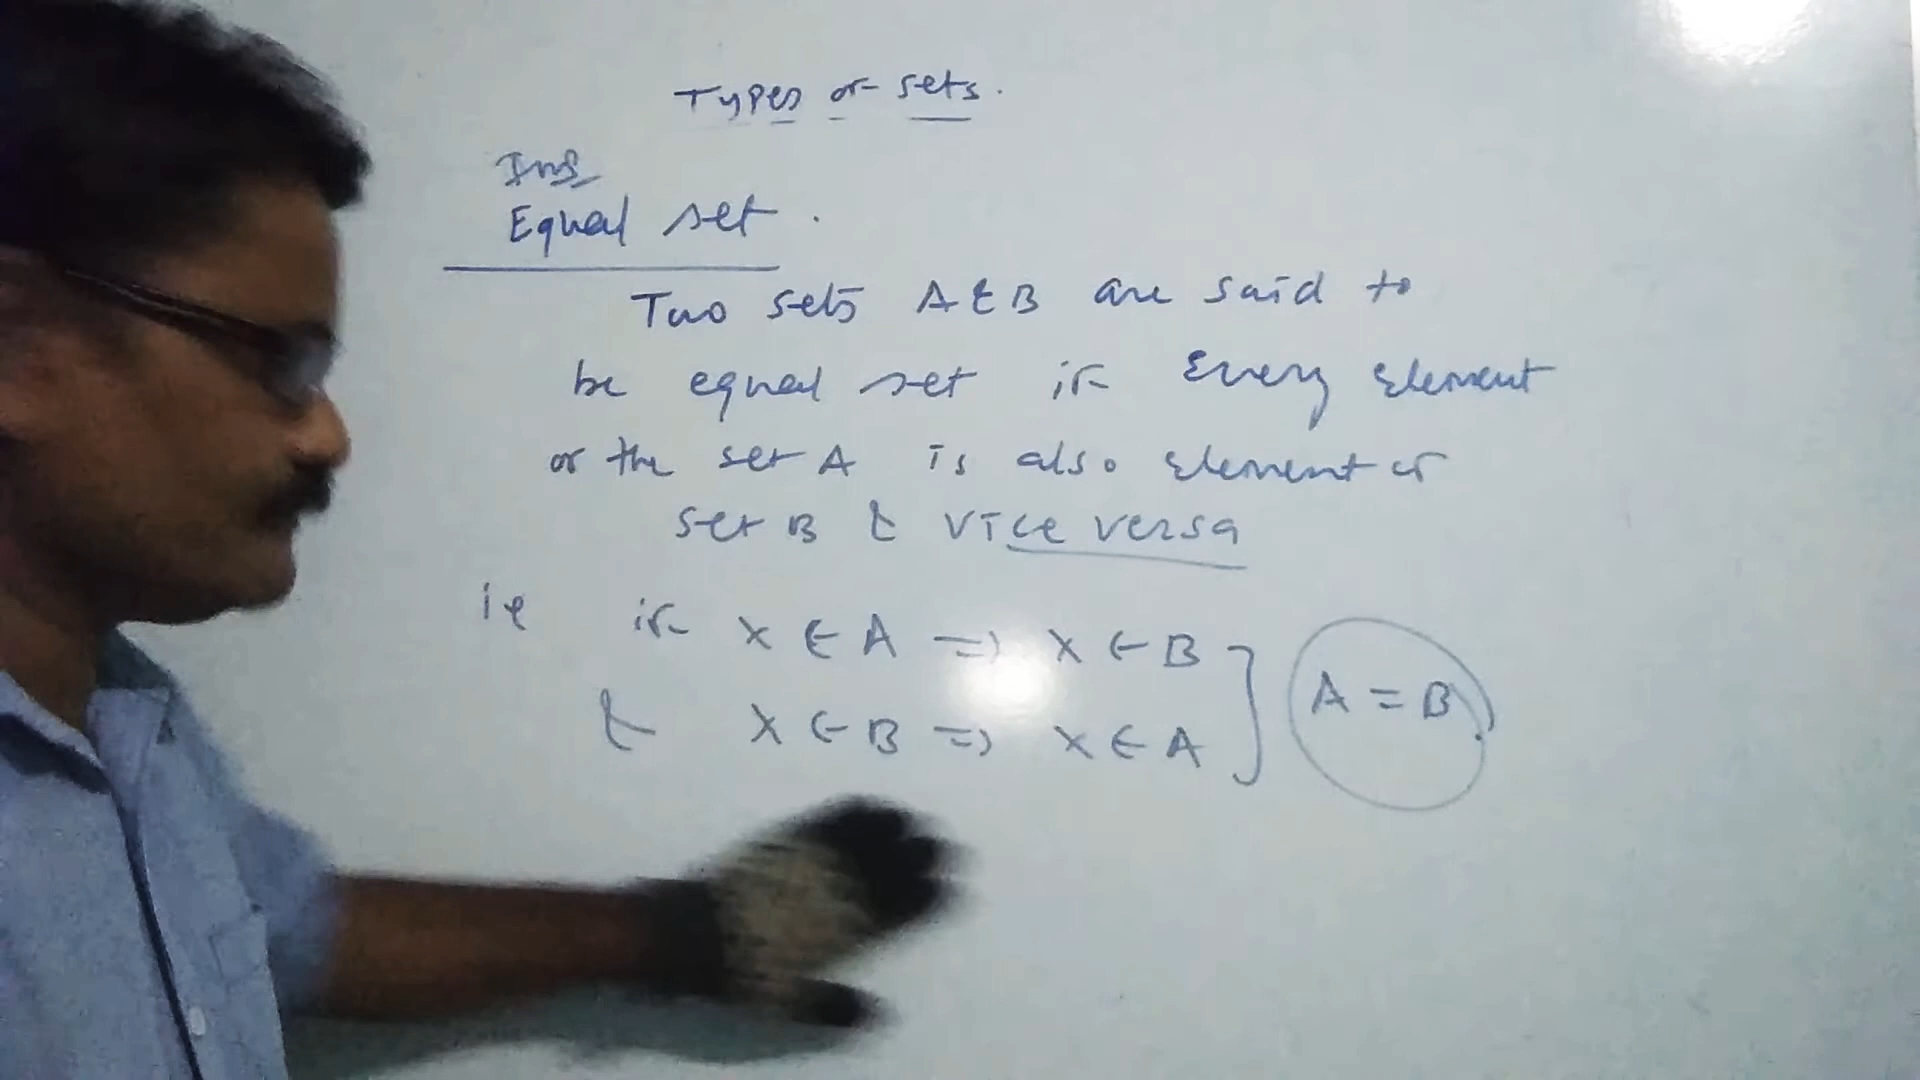 Types of sets.
Equal set.
Two sets A & B are said to
be equal set if Every element
of the set A is also element of
set B & vice versa
ie if x ∈ A => x ∈ B
& x ∈ B => x ∈ A } A = B